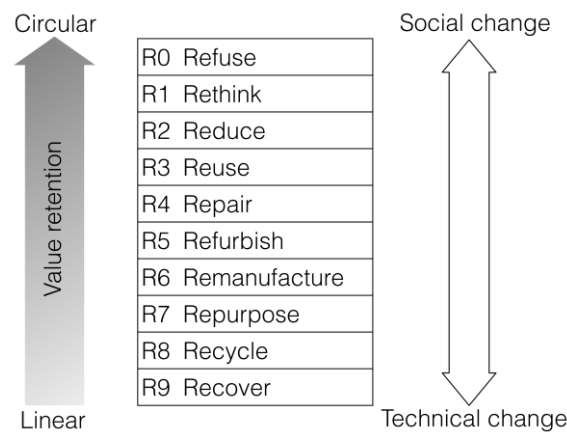 Circular
Social change
R0 Refuse
R1 Rethink
R2 Reduce
R3 Reuse
R4 Repair
R5 Refurbish
R6 Remanufacture
R7 Repurpose
R8 Recycle
R9 Recover
Value retention
Linear
Technical change